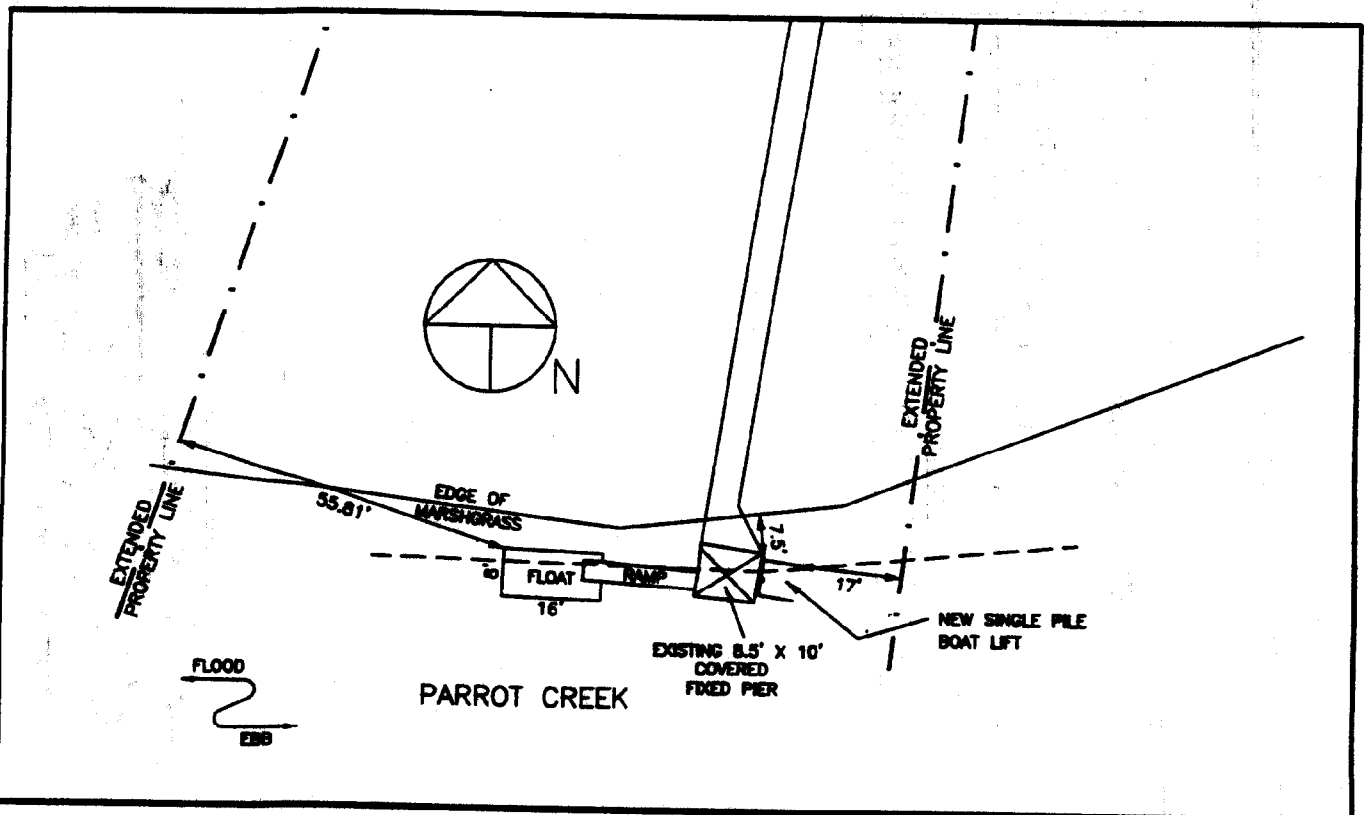 N
EXTENDED
PROPERTY LINE
EXTENDED
PROPERTY LINE
55.81'
EDGE OF
MARSHGRASS
7.5'
FLOAT
RAMP
16'
17'
NEW SINGLE PILE
BOAT LIFT
EXISTING 8.5' X 10'
COVERED
FIXED PIER
FLOOD
EBB
PARROT CREEK